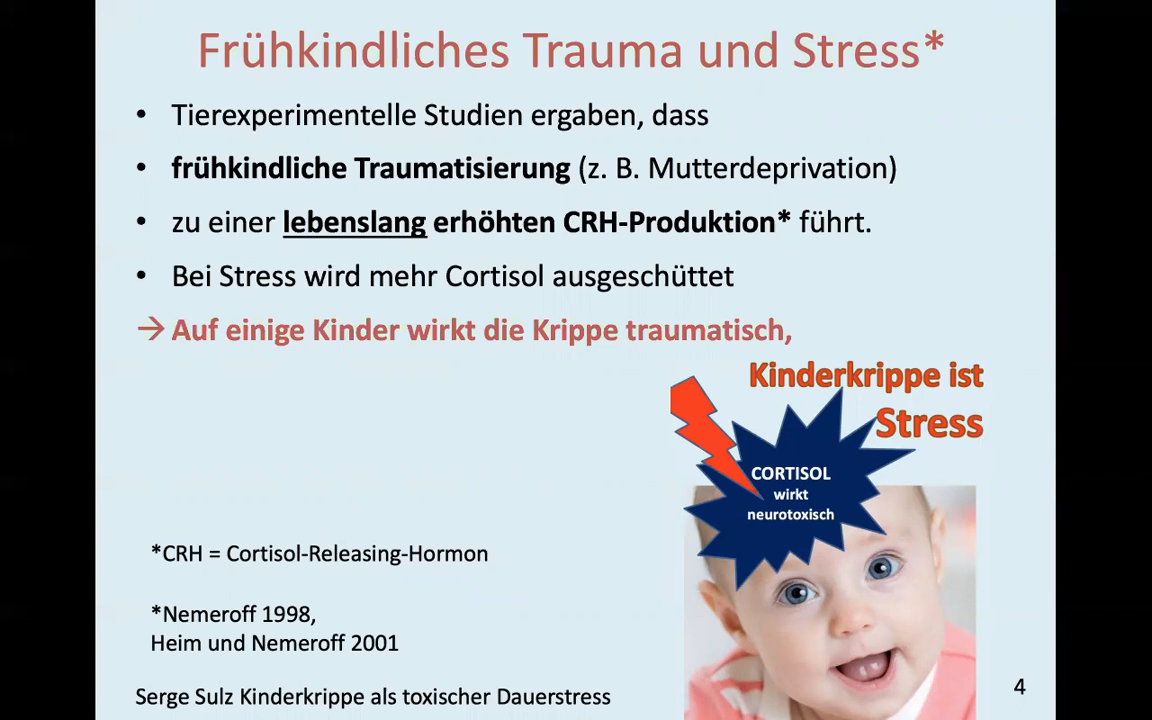 Frühkindliches Trauma und Stress*
• Tierexperimentelle Studien ergaben, dass
• frühkindliche Traumatisierung (z. B. Mutterdeprivation)
• zu einer lebenslang erhöhten CRH-Produktion* führt.
• Bei Stress wird mehr Cortisol ausgeschüttet
→ Auf einige Kinder wirkt die Krippe traumatisch,
Kinderkrippe ist
Stress
CORTISOL
wirkt
neurotoxisch
*CRH = Cortisol-Releasing-Hormon
*Nemeroff 1998,
Heim und Nemeroff 2001
Serge Sulz Kinderkrippe als toxischer Dauerstress
4